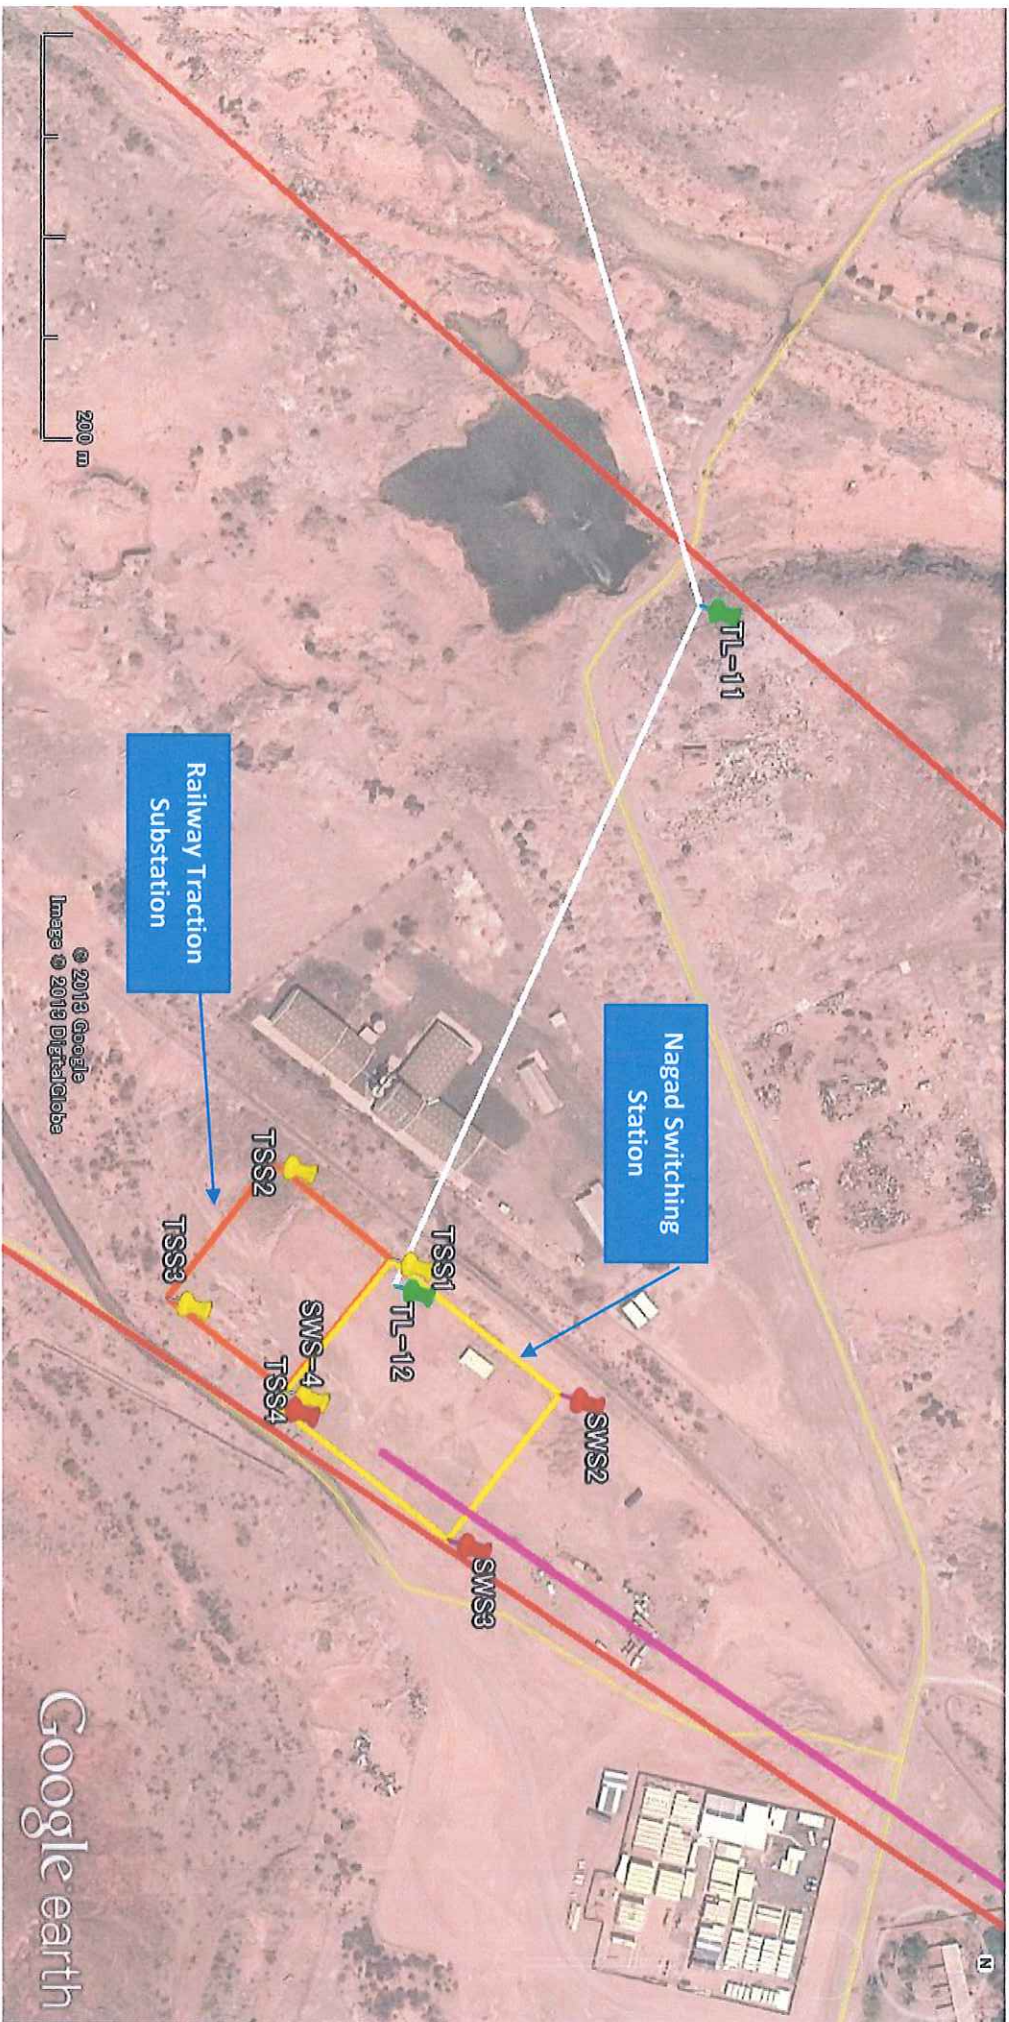 N
TL-11
Nagad Switching
Station
SWS2
SWS3
TSS1
TL-12
SWS-4
TSS4
TSS2
TSS3
Railway Traction
Substation
200 m
© 2013 Google
Image © 2013 DigitalGlobe
Google earth